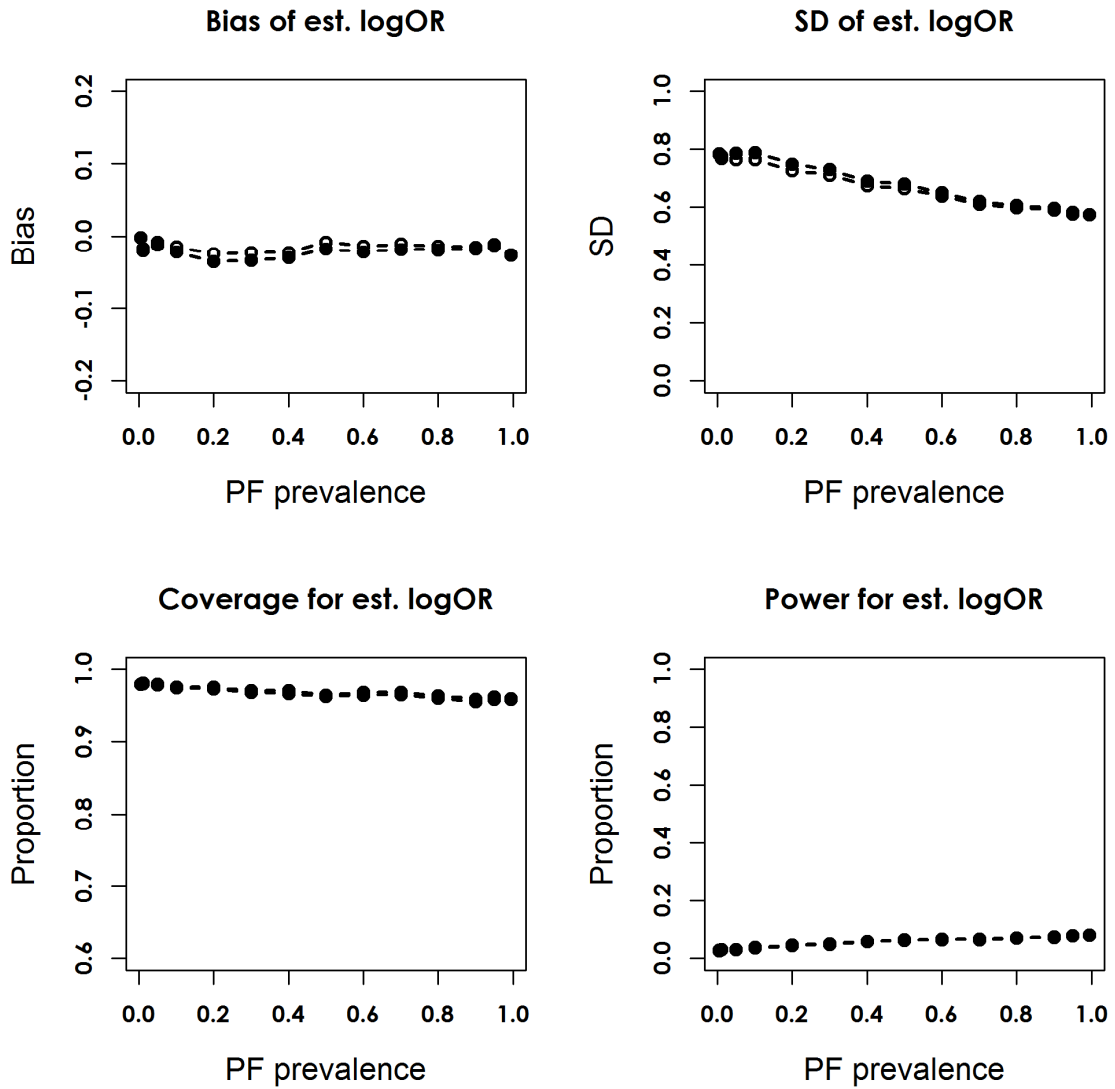 Bias of est. logOR
Bias
0.2
0.1
0.0
-0.1
-0.2
0.0 0.2 0.4 0.6 0.8 1.0
PF prevalence
SD of est. logOR
SD
1.0
0.8
0.6
0.4
0.2
0.0
0.0 0.2 0.4 0.6 0.8 1.0
PF prevalence
Coverage for est. logOR
Proportion
1.0
0.9
0.8
0.7
0.6
0.0 0.2 0.4 0.6 0.8 1.0
PF prevalence
Power for est. logOR
Proportion
1.0
0.8
0.6
0.4
0.2
0.0
0.0 0.2 0.4 0.6 0.8 1.0
PF prevalence